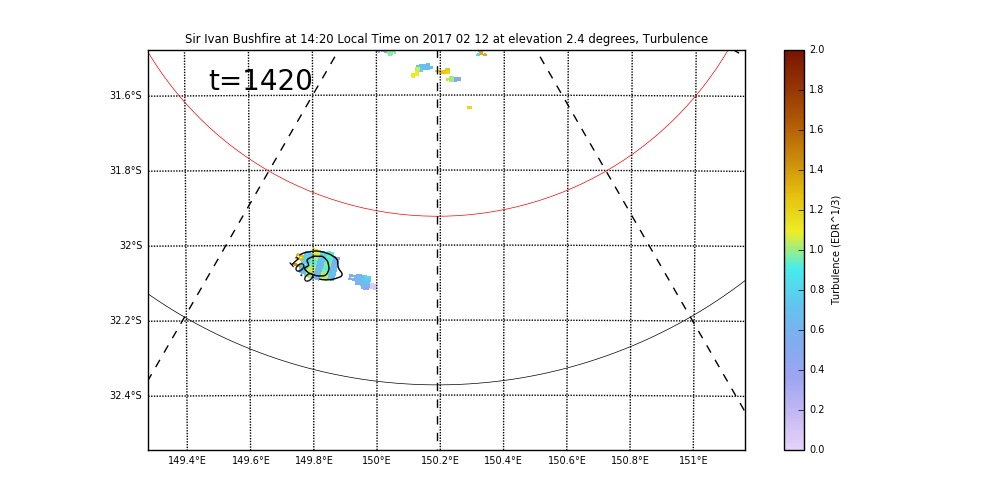 Sir Ivan Bushfire at 14:20 Local Time on 2017 02 12 at elevation 2.4 degrees, Turbulence
t=1420
31.6°S
31.8°S
32°S
32.2°S
32.4°S
149.4°E 149.6°E 149.8°E 150°E 150.2°E 150.4°E 150.6°E 150.8°E 151°E
2.0
1.8
1.6
1.4
1.2
1.0
0.8
0.6
0.4
0.2
0.0
Turbulence (EDR^1/3)